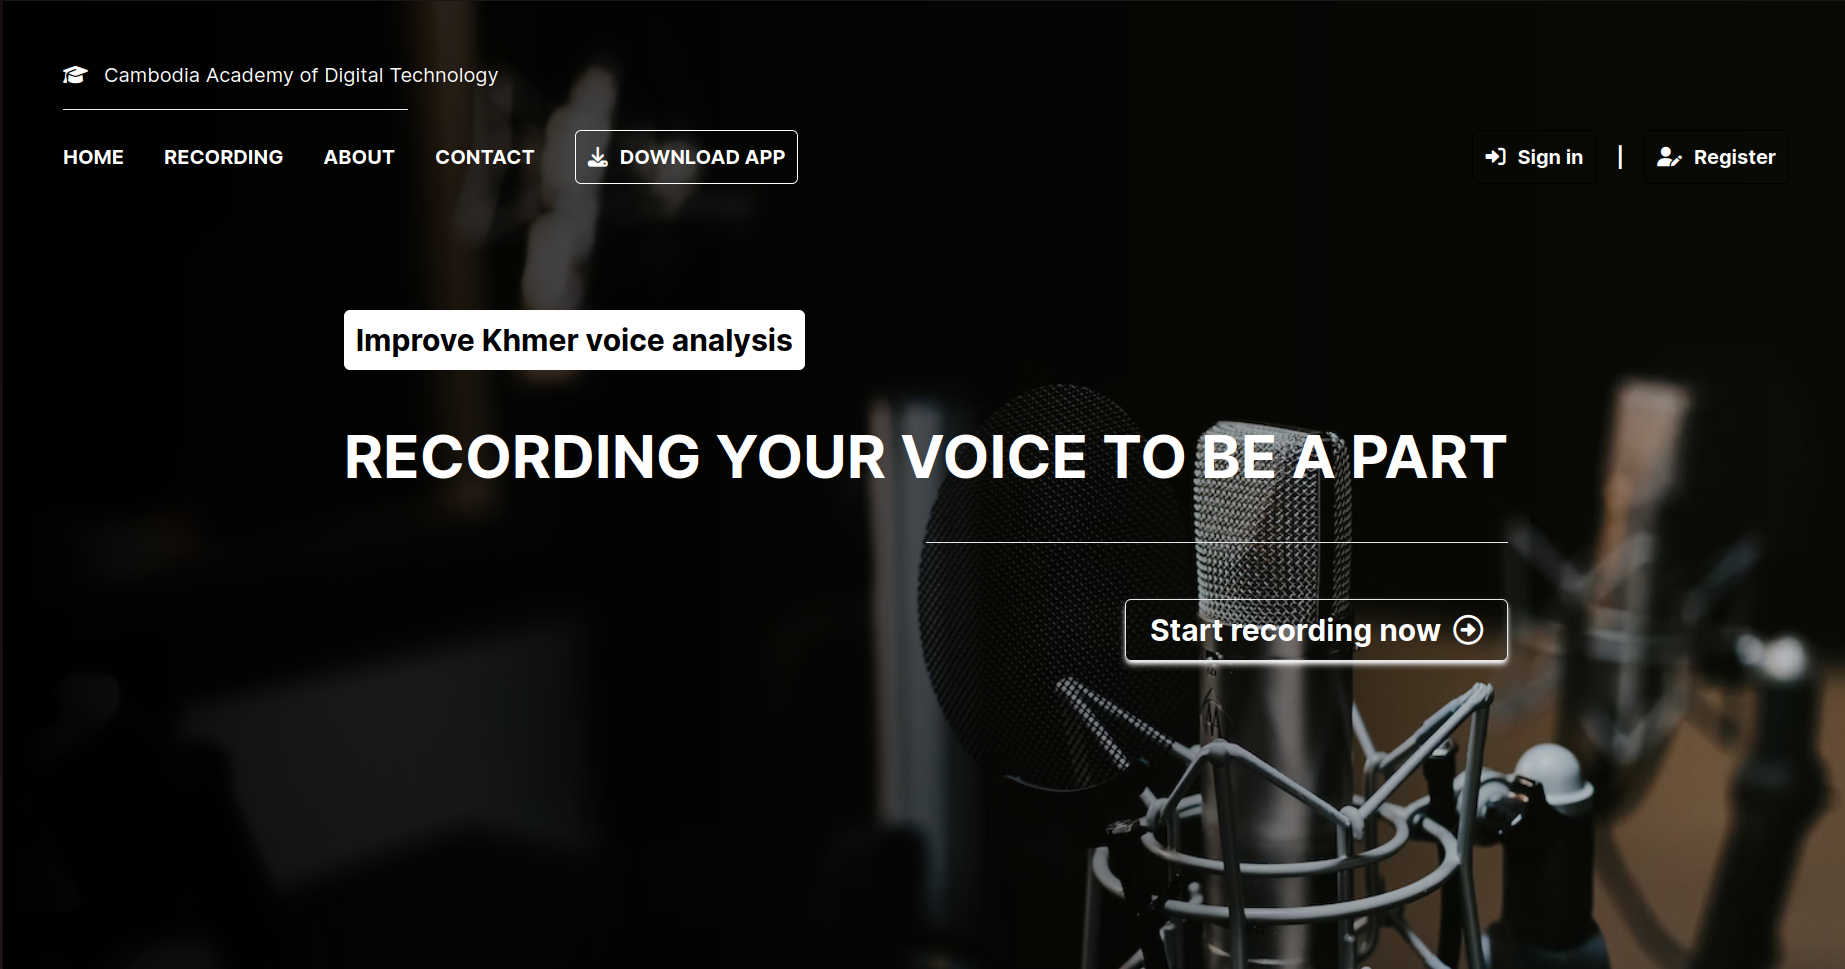 Cambodia Academy of Digital Technology
HOME RECORDING ABOUT CONTACT DOWNLOAD APP Sign in | Register
Improve Khmer voice analysis
RECORDING YOUR VOICE TO BE A PART
Start recording now